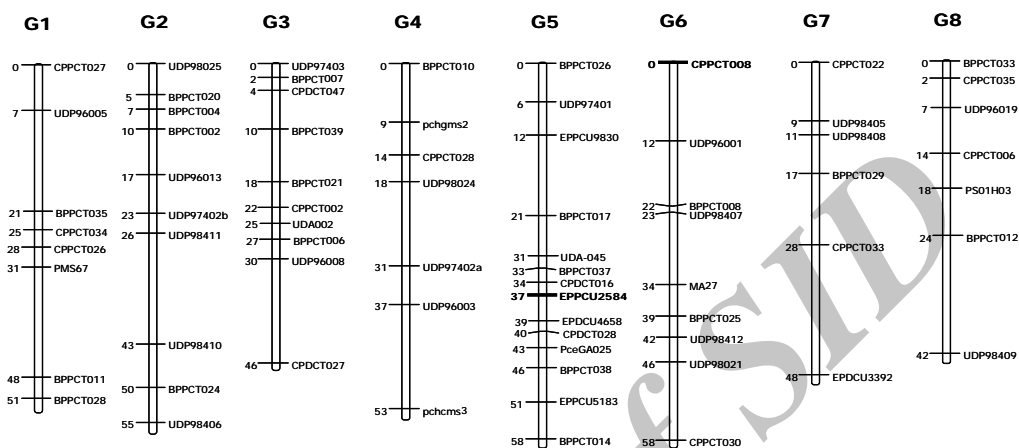 G1
0 CPPCT027
7 UDP96005
21 BPPCT035
25 CPPCT034
28 CPPCT026
31 PMS67
48 BPPCT011
51 BPPCT028
G2
0 UDP98025
5 BPPCT020
7 BPPCT004
10 BPPCT002
17 UDP96013
23 UDP97402b
26 UDP98411
43 UDP98410
50 BPPCT024
55 UDP98406
G3
0 UDP97403
2 BPPCT007
4 CPDCT047
10 BPPCT039
18 BPPCT021
22 CPPCT002
25 UDA002
27 BPPCT006
30 UDP96008
46 CPDCT027
G4
0 BPPCT010
9 pchgms2
14 CPPCT028
18 UDP98024
31 UDP97402a
37 UDP96003
53 pchcms3
G5
0 BPPCT026
6 UDP97401
12 EPPCU9830
21 BPPCT017
31 UDA-045
33 BPPCT037
34 CPDCT016
37 EPPCU2584
39 EPDCU4658
40 CPDCT028
43 PceGA025
46 BPPCT038
51 EPPCU5183
58 BPPCT014
G6
0 CPPCT008
12 UDP96001
22 BPPCT008
23 UDP98407
34 MA27
39 BPPCT025
42 UDP98412
46 UDP98021
58 CPPCT030
G7
0 CPPCT022
9 UDP98405
11 UDP98408
17 BPPCT029
28 CPPCT033
48 EPDCU3392
G8
0 BPPCT033
2 CPPCT035
7 UDP96019
14 CPPCT006
18 PS01H03
24 BPPCT012
42 UDP98409
f SID